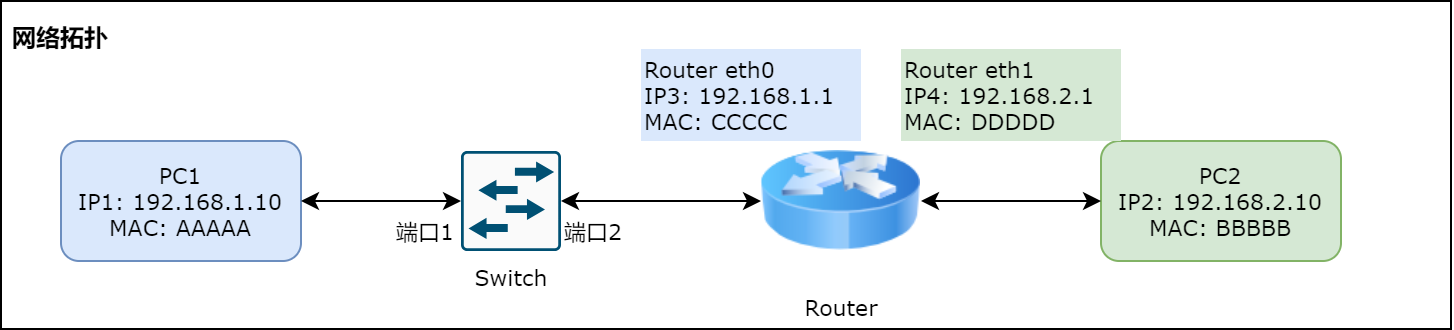 网络拓扑
Router eth0
IP3: 192.168.1.1
MAC: CCCCC
Router eth1
IP4: 192.168.2.1
MAC: DDDDD
PC1
IP1: 192.168.1.10
MAC: AAAAA
端口1
端口2
Switch
Router
PC2
IP2: 192.168.2.10
MAC: BBBBB